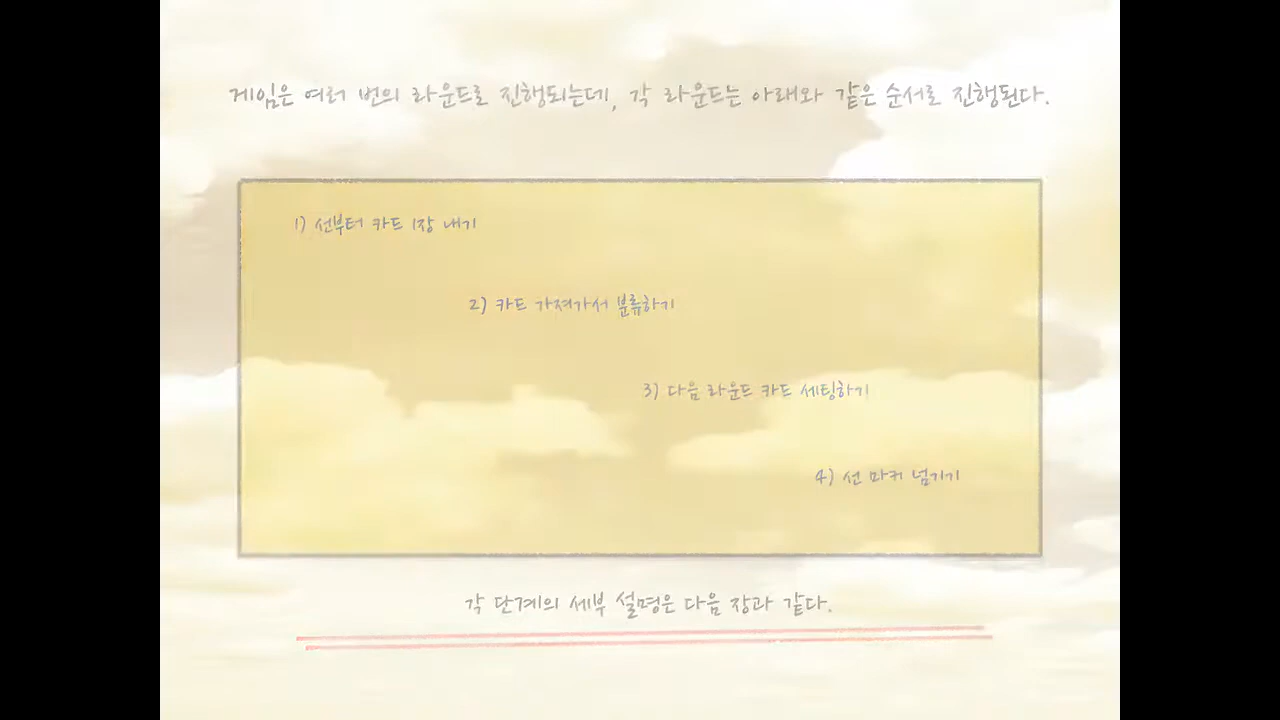 게임은 여러 번의 라운드로 진행되는데, 각 라운드는 아래와 같은 순서로 진행된다.
1) 선부터 카드 1장 내기
2) 카드 가져가서 분류하기
3) 다음 라운드 카드 세팅하기
4) 선 마커 넘기기
각 단계의 세부 설명은 다음 장과 같다.